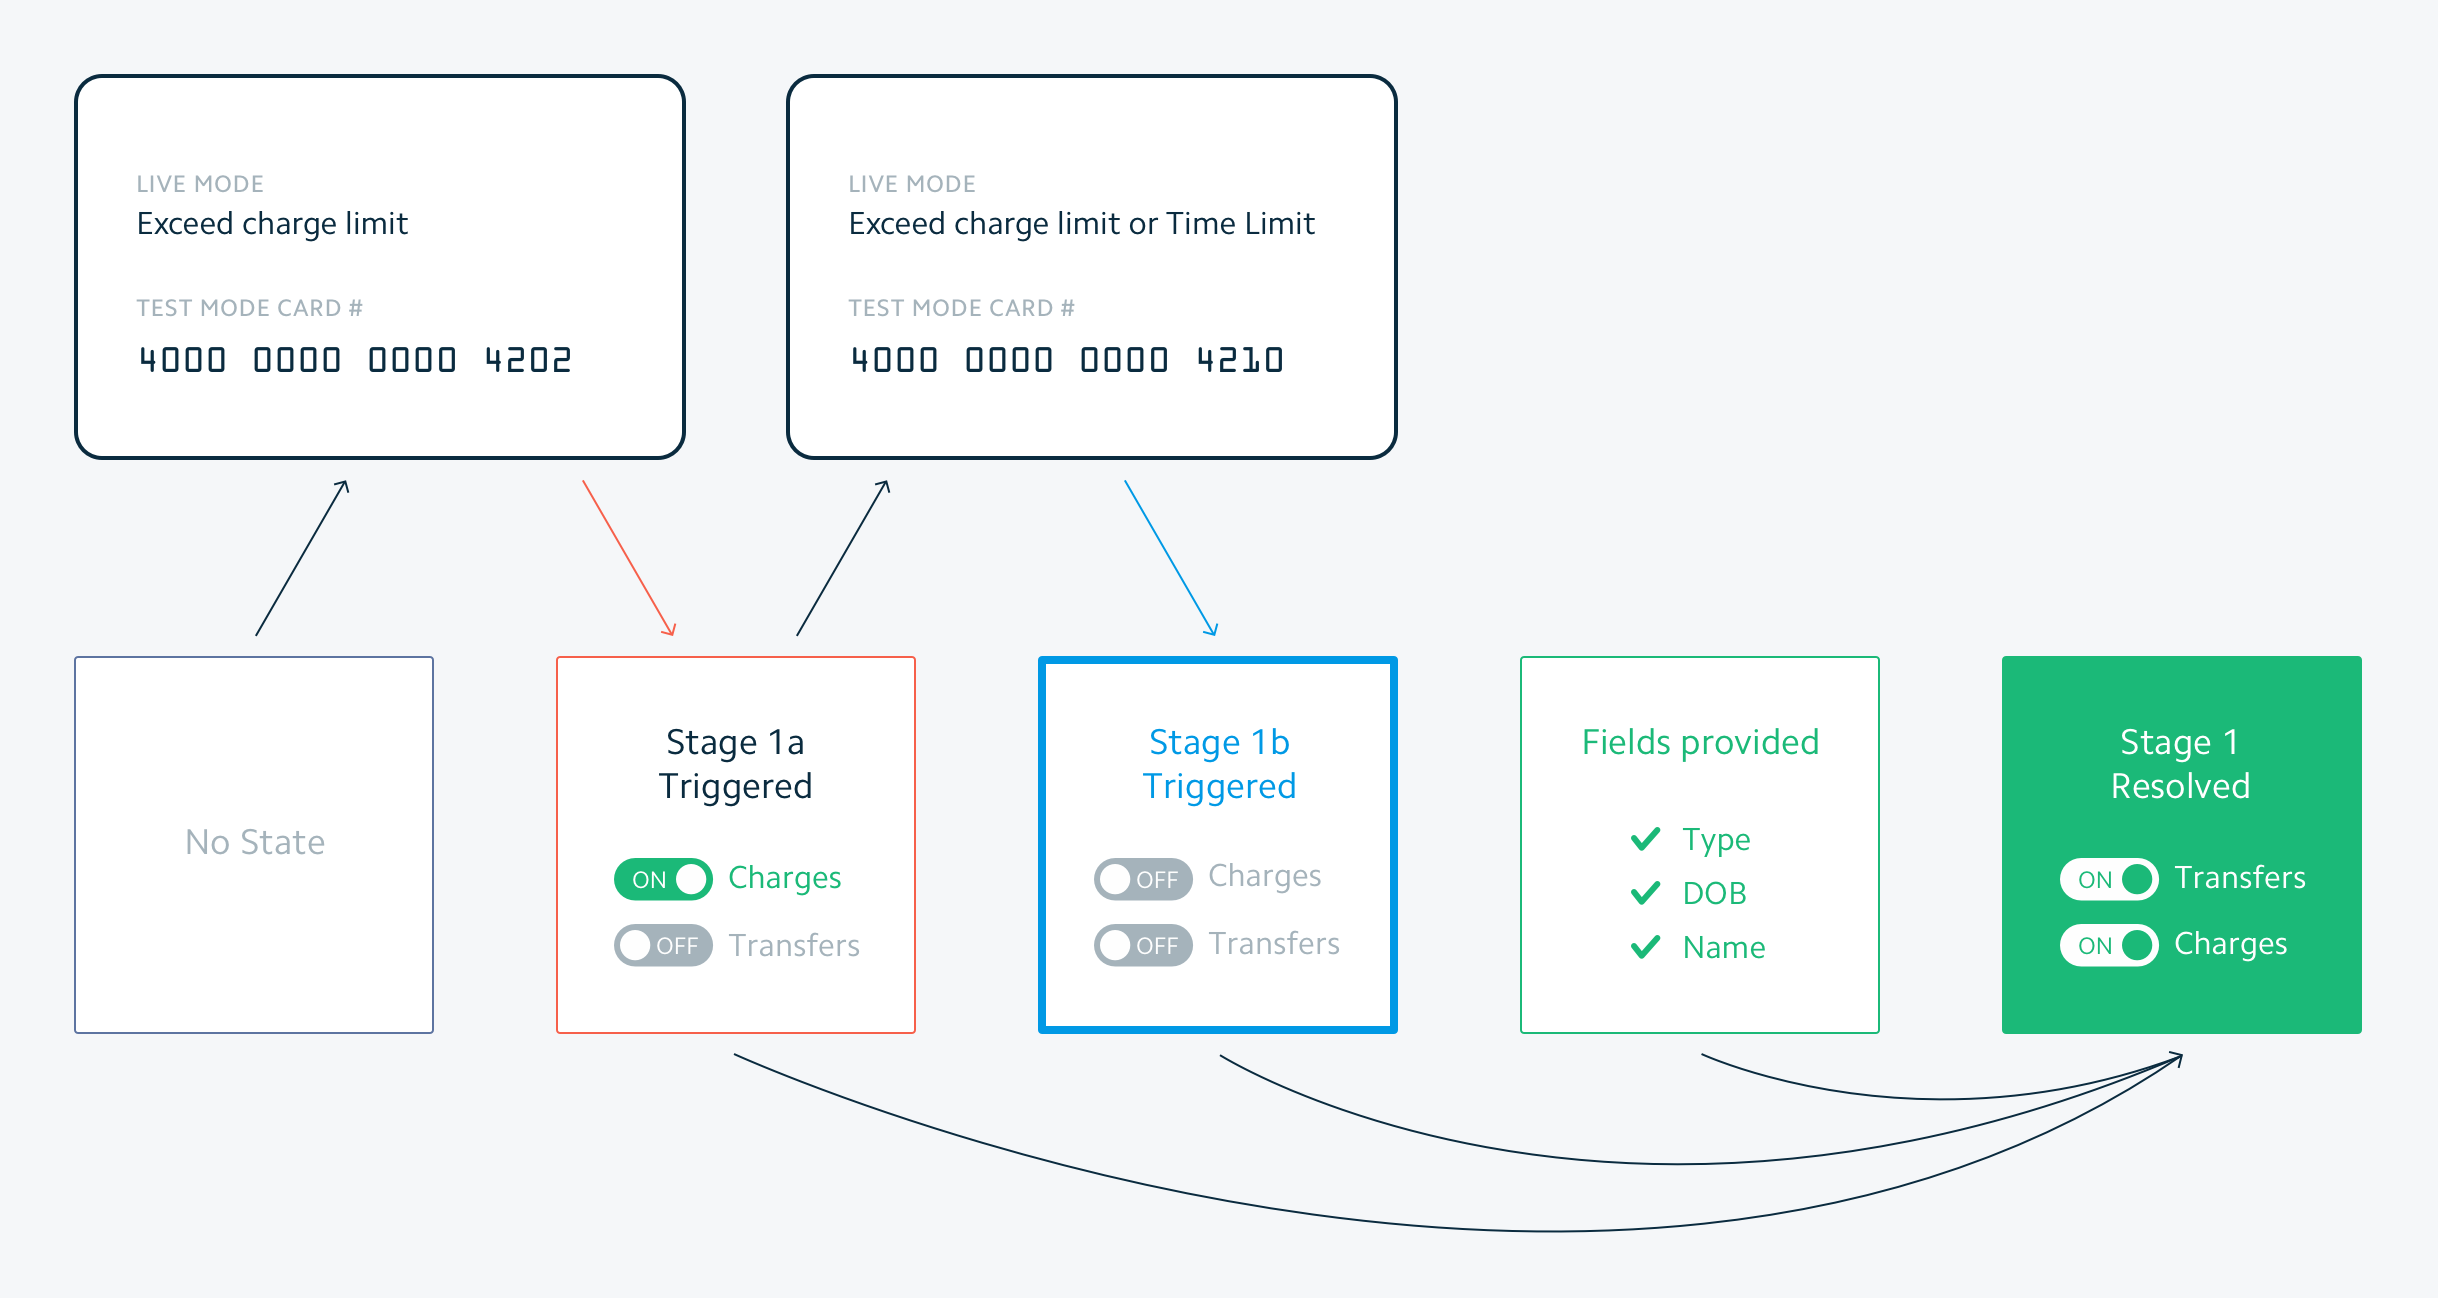 LIVE MODE
Exceed charge limit
TEST MODE CARD #
4000 0000 0000 4202
LIVE MODE
Exceed charge limit or Time Limit
TEST MODE CARD #
4000 0000 0000 4210
No State
Stage 1a
Triggered
ON Charges
OFF Transfers
Stage 1b
Triggered
OFF Charges
OFF Transfers
Fields provided
Type
DOB
Name
Stage 1
Resolved
ON Transfers
ON Charges